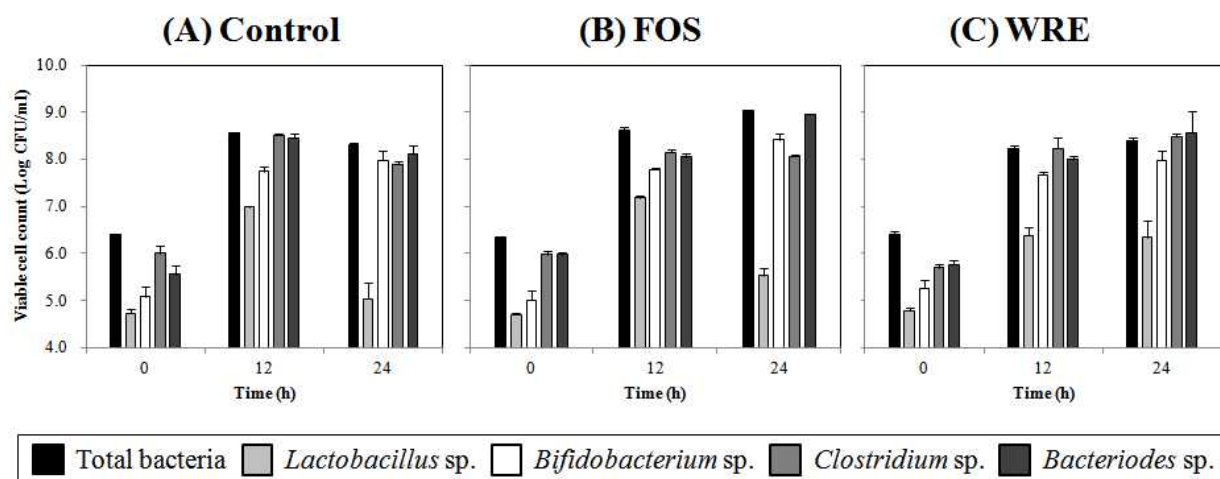 (A) Control
(B) FOS
(C) WRE
Viable cell count (Log CFU/ml)
10.0
9.0
8.0
7.0
6.0
5.0
4.0
0 12 24
Time (h)
0 12 24
Time (h)
0 12 24
Time (h)
Total bacteria Lactobacillus sp. Bifidobacterium sp. Clostridium sp. Bacteriodes sp.